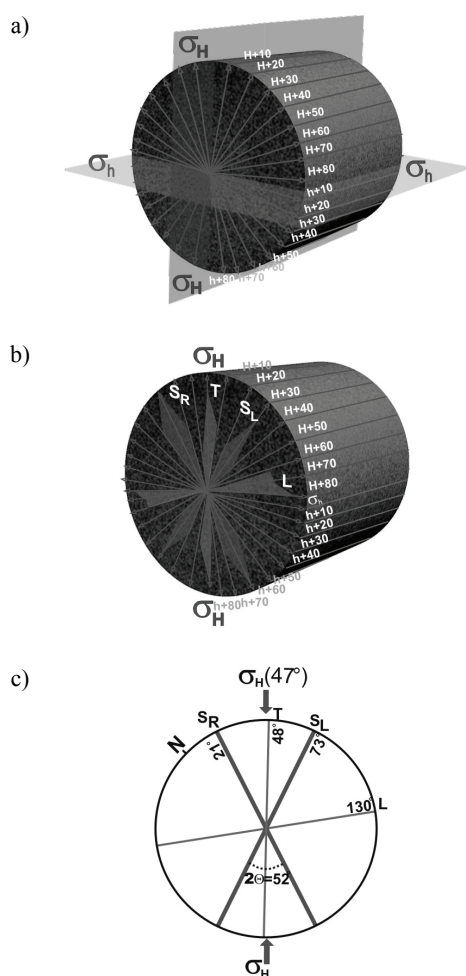 a)
σH
H+10
H+20
H+30
H+40
H+50
H+60
H+70
H+80
σh
σh
h+10
h+20
h+30
h+40
h+50
h+60
h+70
h+80
σH
b)
σH
H+10
H+20
H+30
H+40
H+50
H+60
H+70
H+80
SR
T
SL
L
σh
h+10
h+20
h+30
h+40
h+50
h+60
h+70
h+80
σH
c)
σH(47°)
SR
T
SL
N
21°
48°
73°
130° L
2Θ=52
σH